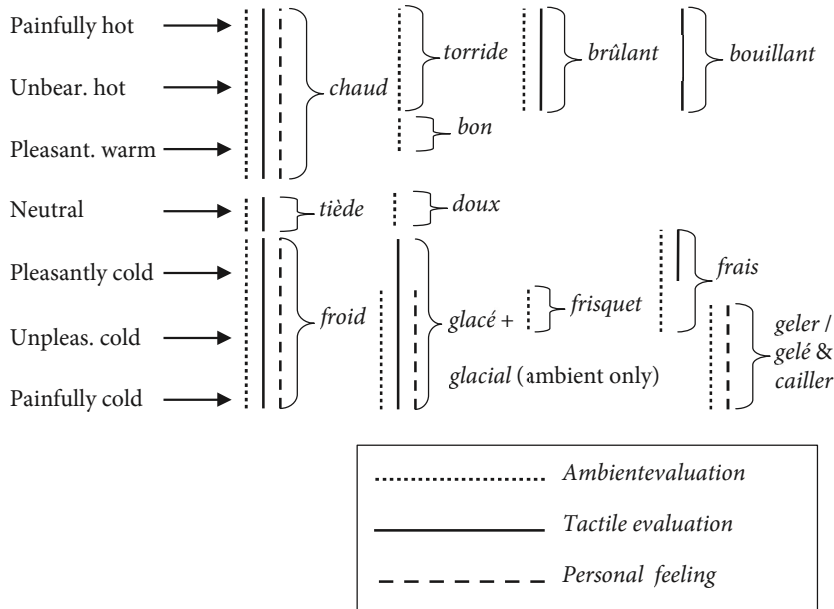 Painfully hot
Unbear. hot
Pleasant. warm
Neutral
Pleasantly cold
Unpleas. cold
Painfully cold
chaud
torride
brûlant
bouillant
bon
tiède
doux
froid
glacé +
frisquet
frais
glacial (ambient only)
geler /
gelé &
cailler
Ambientevaluation
Tactile evaluation
Personal feeling